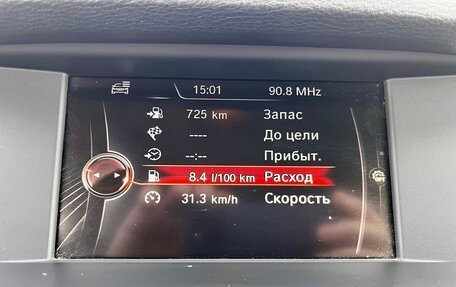 15:01 90.8 MHz
725 km Запас
---- До цели
--:-- Прибыт.
8.4 l/100 km Расход
31.3 km/h Скорость